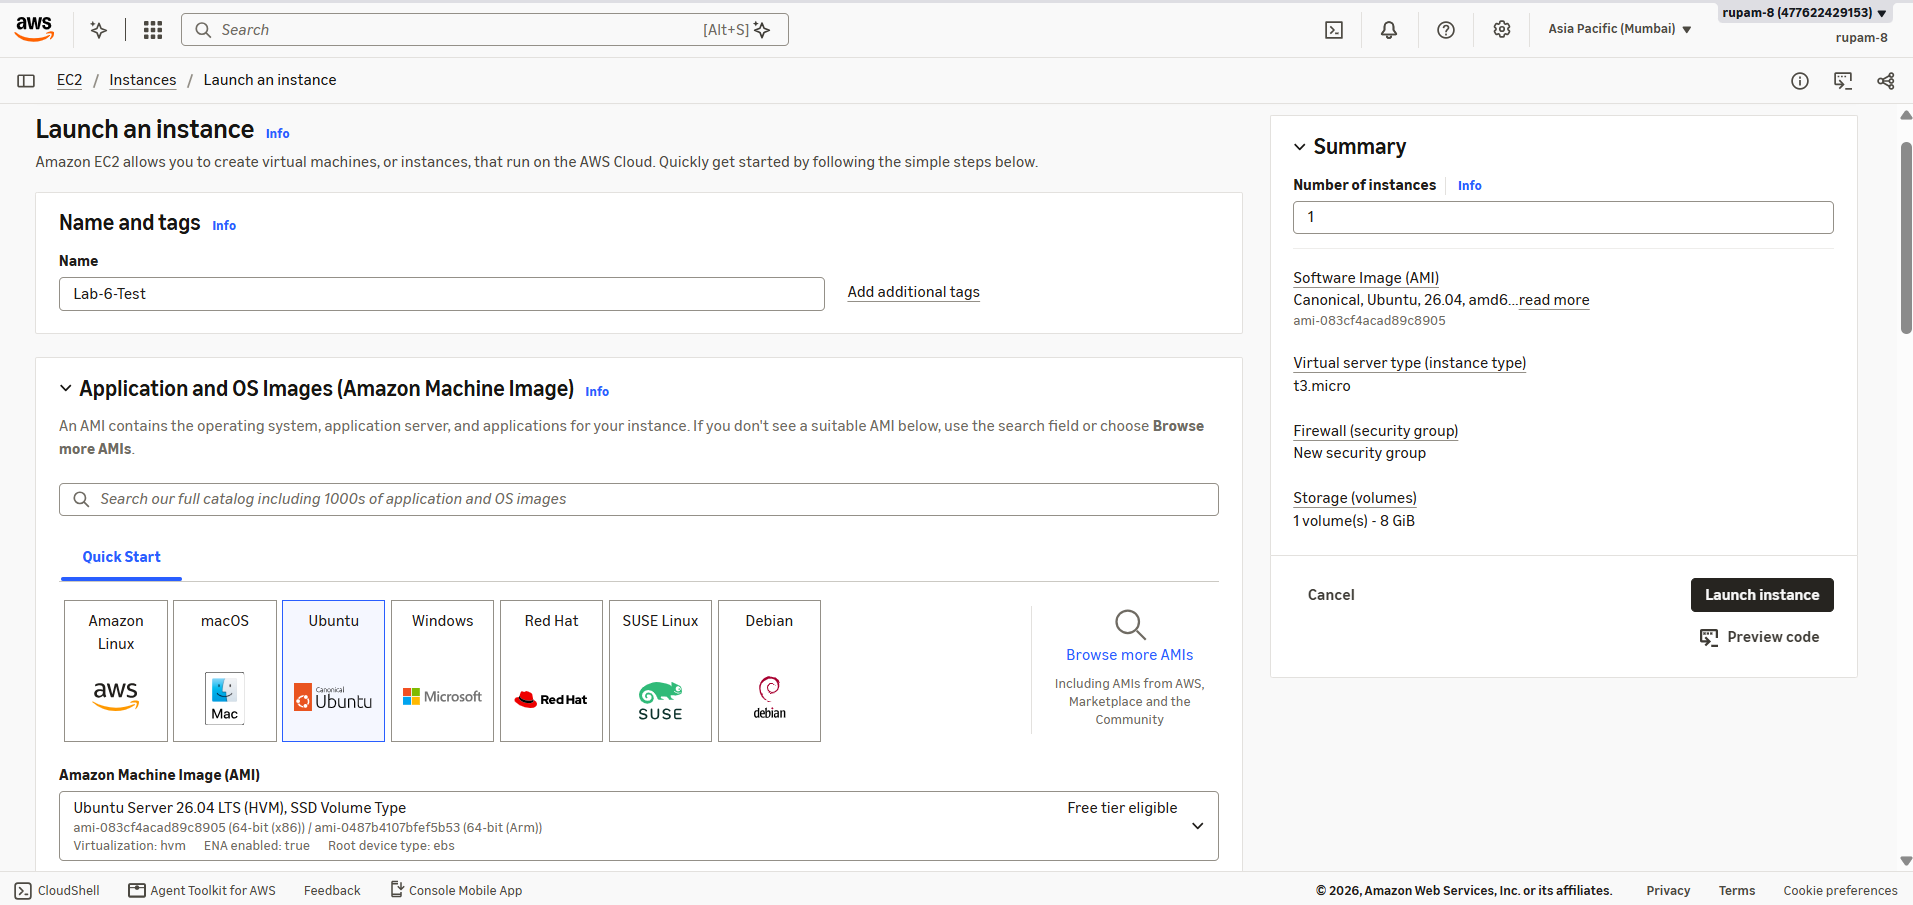 aws
Search
[Alt+S]
Asia Pacific (Mumbai)
rupam-8 (477622429153)
rupam-8
EC2 / Instances / Launch an instance
Launch an instance Info
Amazon EC2 allows you to create virtual machines, or instances, that run on the AWS Cloud. Quickly get started by following the simple steps below.
Name and tags Info
Name
Lab-6-Test
Add additional tags
Application and OS Images (Amazon Machine Image) Info
An AMI contains the operating system, application server, and applications for your instance. If you don't see a suitable AMI below, use the search field or choose Browse
more AMIs.
Search our full catalog including 1000s of application and OS images
Quick Start
Amazon
Linux
aws
macOS
Mac
Ubuntu
Canonical
Ubuntu
Windows
Microsoft
Red Hat
Red Hat
SUSE Linux
SUSE
Debian
debian
Browse more AMIs
Including AMIs from AWS,
Marketplace and the
Community
Amazon Machine Image (AMI)
Ubuntu Server 26.04 LTS (HVM), SSD Volume Type
Free tier eligible
ami-083cf4acad89c8905 (64-bit (x86)) / ami-0487b4107bfef5b53 (64-bit (Arm))
Virtualization: hvm ENA enabled: true Root device type: ebs
Summary
Number of instances Info
1
Software Image (AMI)
Canonical, Ubuntu, 26.04, amd6...read more
ami-083cf4acad89c8905
Virtual server type (instance type)
t3.micro
Firewall (security group)
New security group
Storage (volumes)
1 volume(s) - 8 GiB
Cancel
Launch instance
Preview code
CloudShell
Agent Toolkit for AWS
Feedback
Console Mobile App
© 2026, Amazon Web Services, Inc. or its affiliates.
Privacy
Terms
Cookie preferences